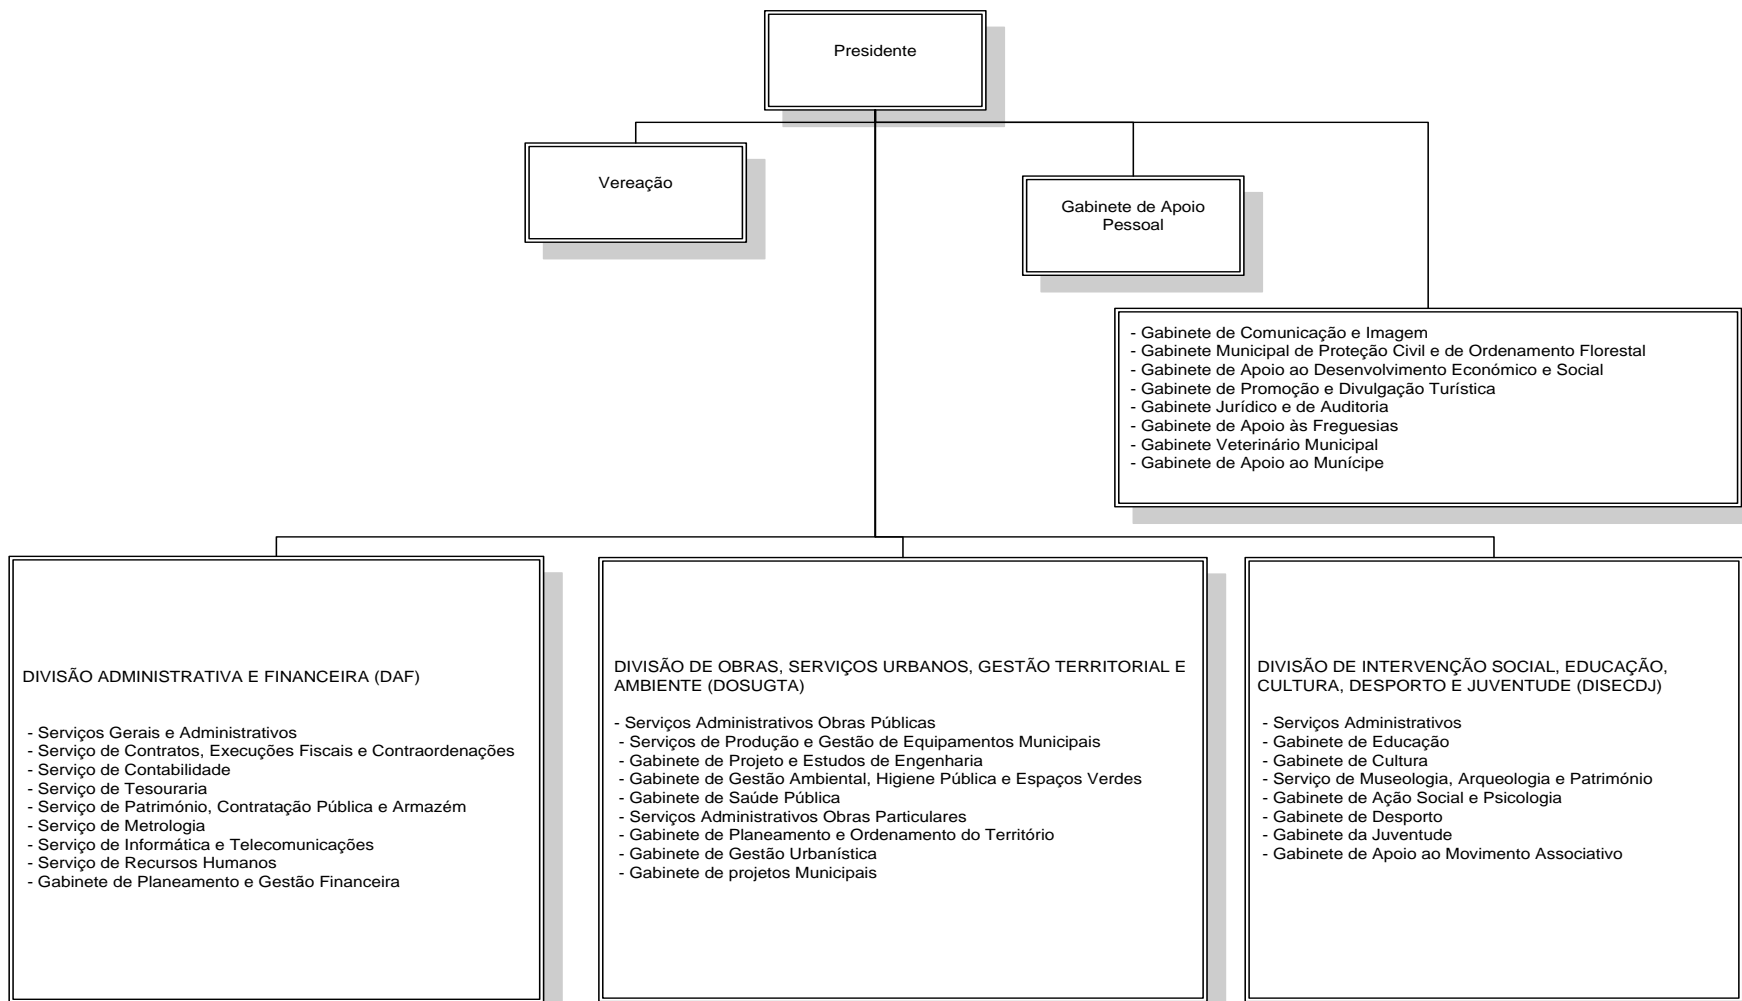 Presidente
Vereação
Gabinete de Apoio
Pessoal
- Gabinete de Comunicação e Imagem
- Gabinete Municipal de Proteção Civil e de Ordenamento Florestal
- Gabinete de Apoio ao Desenvolvimento Económico e Social
- Gabinete de Promoção e Divulgação Turística
- Gabinete Jurídico e de Auditoria
- Gabinete de Apoio às Freguesias
- Gabinete Veterinário Municipal
- Gabinete de Apoio ao Munícipe
DIVISÃO ADMINISTRATIVA E FINANCEIRA (DAF)
- Serviços Gerais e Administrativos
- Serviço de Contratos, Execuções Fiscais e Contraordenações
- Serviço de Contabilidade
- Serviço de Tesouraria
- Serviço de Património, Contratação Pública e Armazém
- Serviço de Metrologia
- Serviço de Informática e Telecomunicações
- Serviço de Recursos Humanos
- Gabinete de Planeamento e Gestão Financeira
DIVISÃO DE OBRAS, SERVIÇOS URBANOS, GESTÃO TERRITORIAL E
AMBIENTE (DOSUGTA)
- Serviços Administrativos Obras Públicas
- Serviços de Produção e Gestão de Equipamentos Municipais
- Gabinete de Projeto e Estudos de Engenharia
- Gabinete de Gestão Ambiental, Higiene Pública e Espaços Verdes
- Gabinete de Saúde Pública
- Serviços Administrativos Obras Particulares
- Gabinete de Planeamento e Ordenamento do Território
- Gabinete de Gestão Urbanística
- Gabinete de projetos Municipais
DIVISÃO DE INTERVENÇÃO SOCIAL, EDUCAÇÃO,
CULTURA, DESPORTO E JUVENTUDE (DISECDJ)
- Serviços Administrativos
- Gabinete de Educação
- Gabinete de Cultura
- Serviço de Museologia, Arqueologia e Património
- Gabinete de Ação Social e Psicologia
- Gabinete de Desporto
- Gabinete da Juventude
- Gabinete de Apoio ao Movimento Associativo